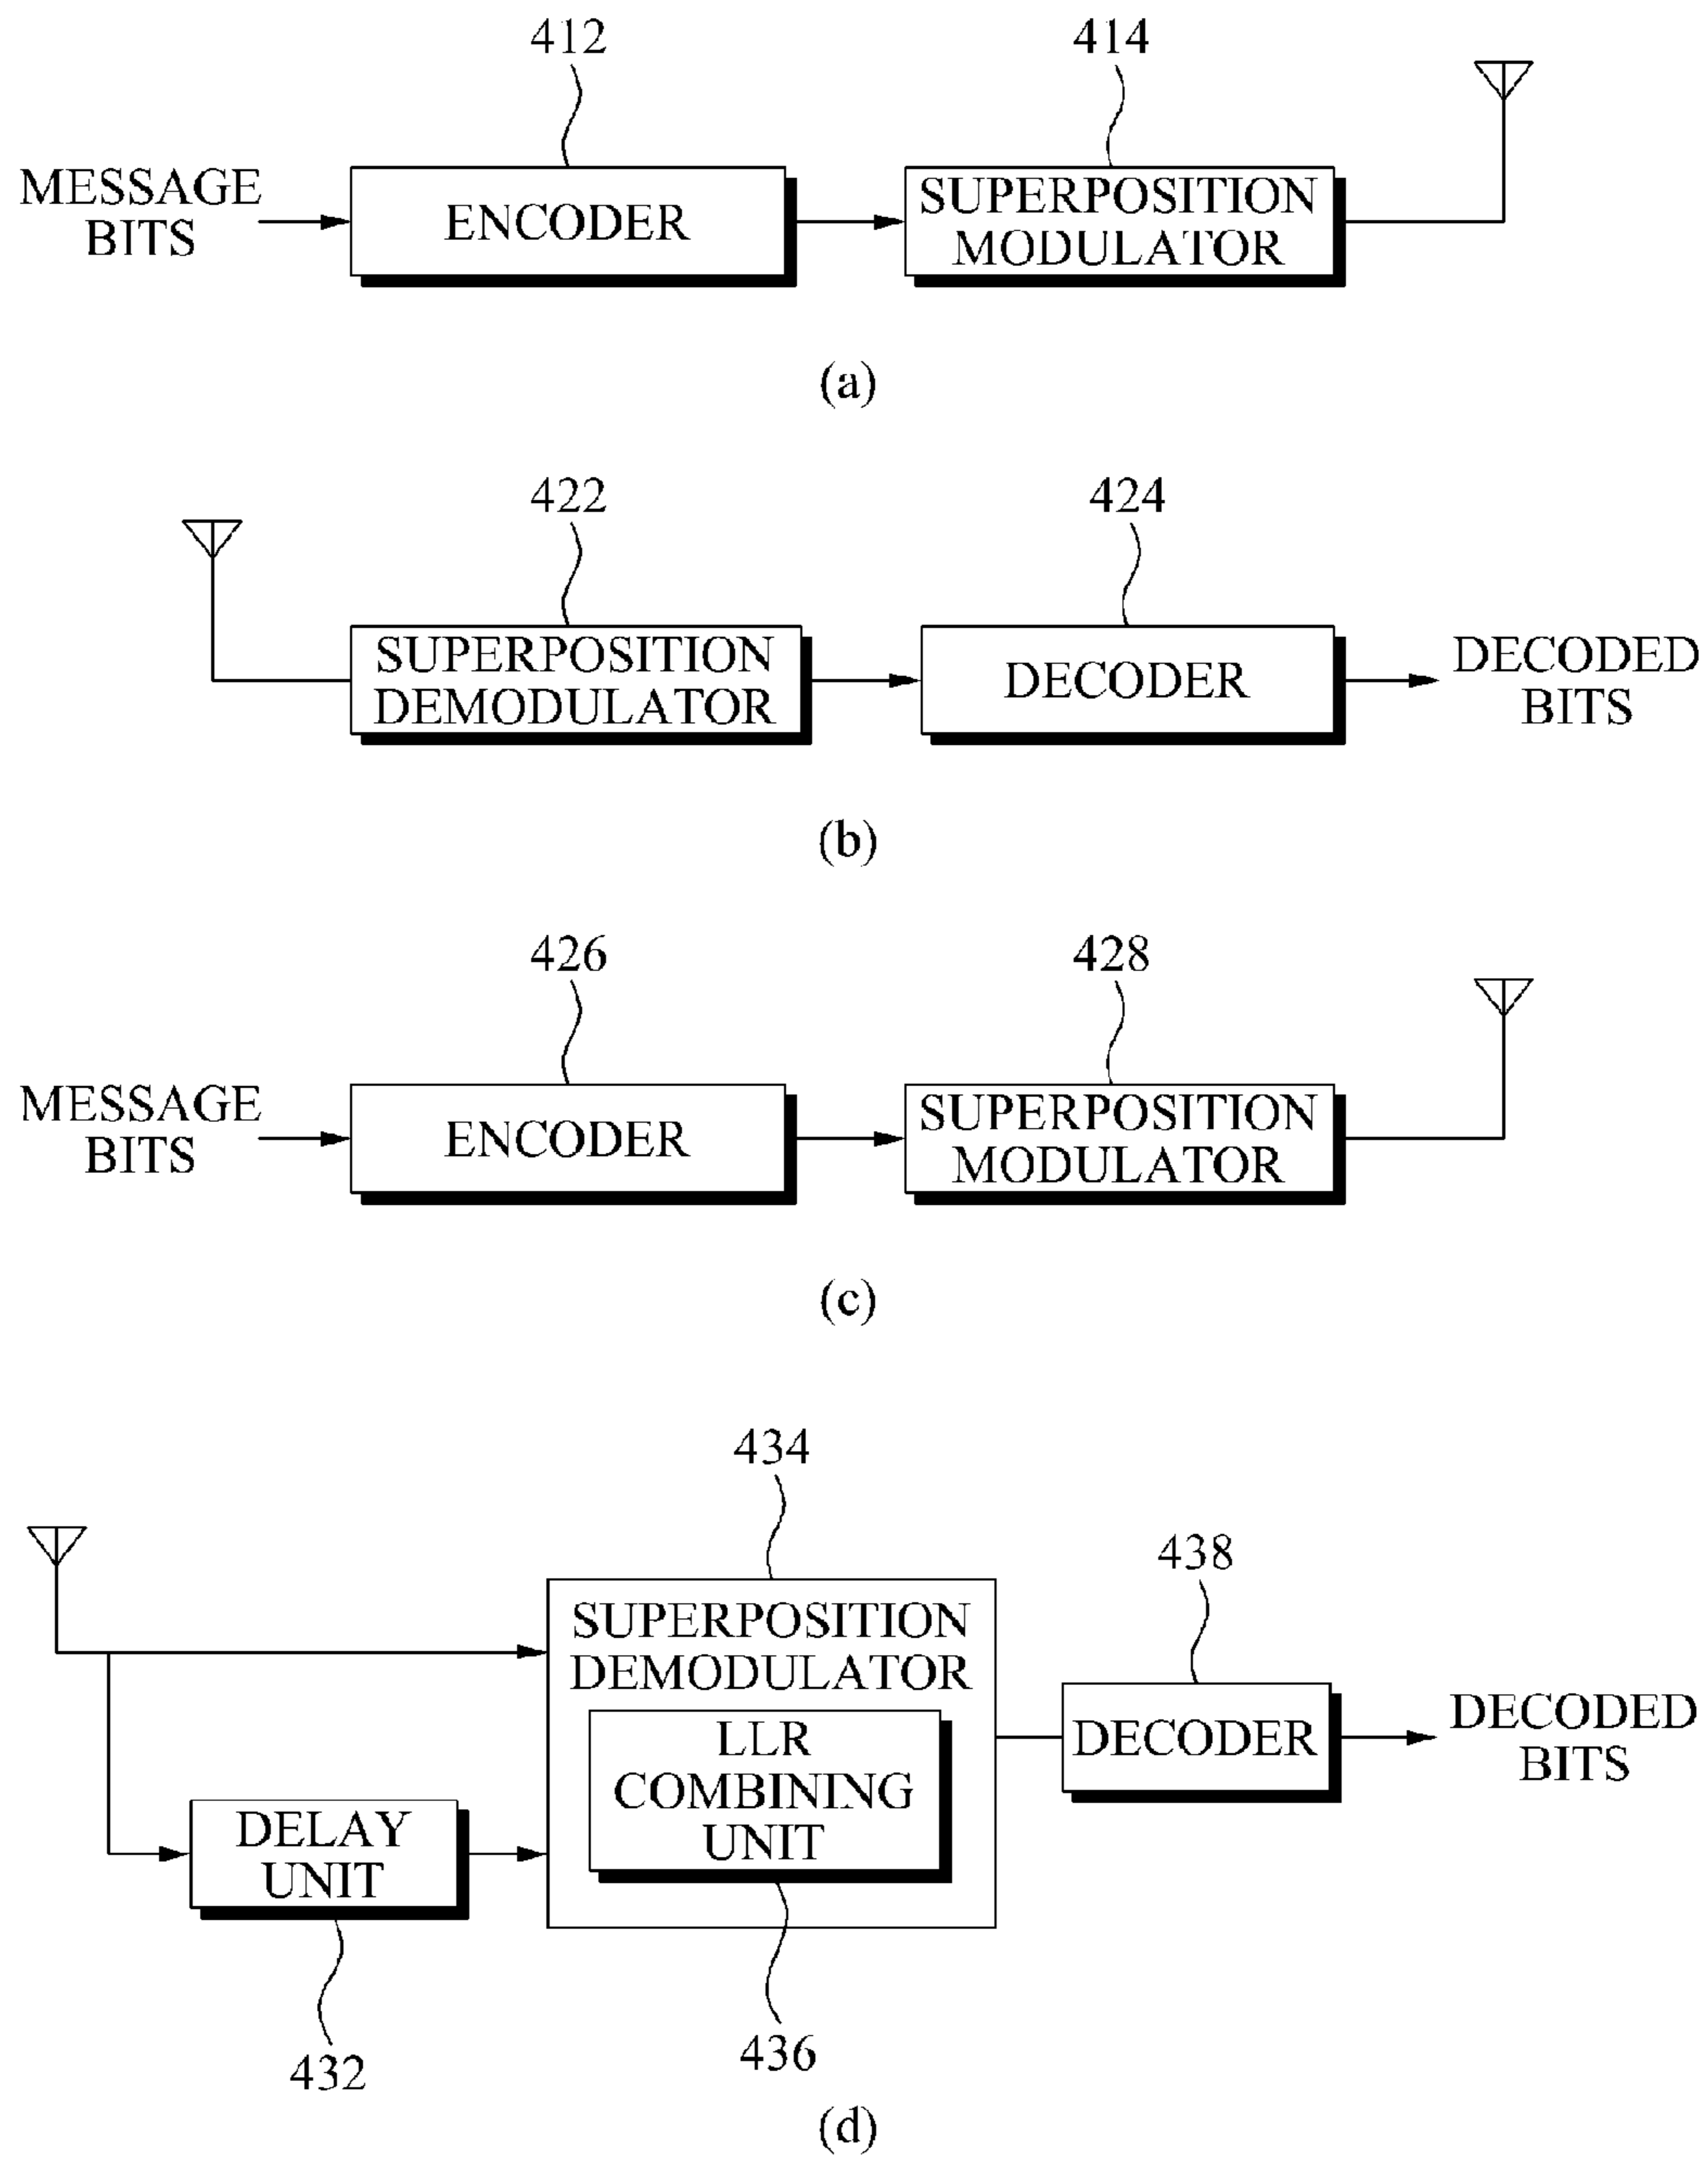 412
414
MESSAGE
BITS
ENCODER
SUPERPOSITION
MODULATOR
(a)
422
424
SUPERPOSITION
DEMODULATOR
DECODER
DECODED
BITS
(b)
426
428
MESSAGE
BITS
ENCODER
SUPERPOSITION
MODULATOR
(c)
434
438
SUPERPOSITION
DEMODULATOR
LLR
COMBINING
UNIT
DECODER
DECODED
BITS
DELAY
UNIT
432
436
(d)